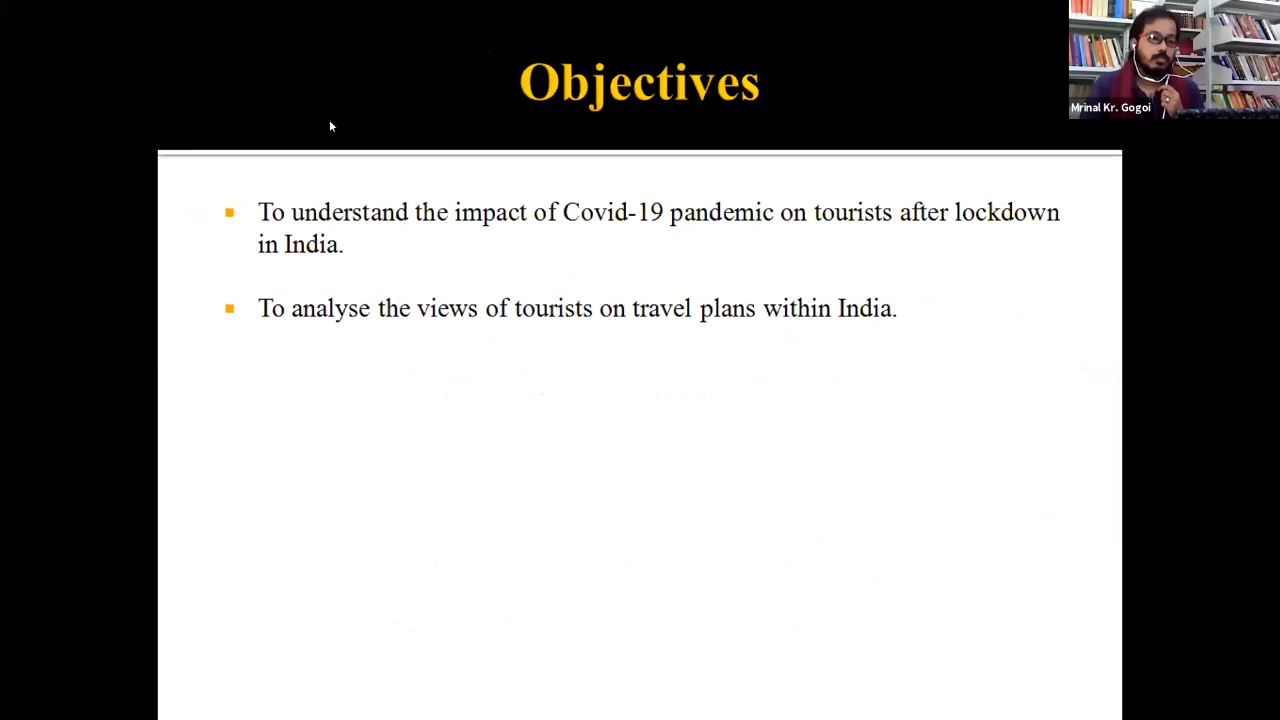 Objectives
Mrinal Kr. Gogoi
To understand the impact of Covid-19 pandemic on tourists after lockdown
in India.
To analyse the views of tourists on travel plans within India.